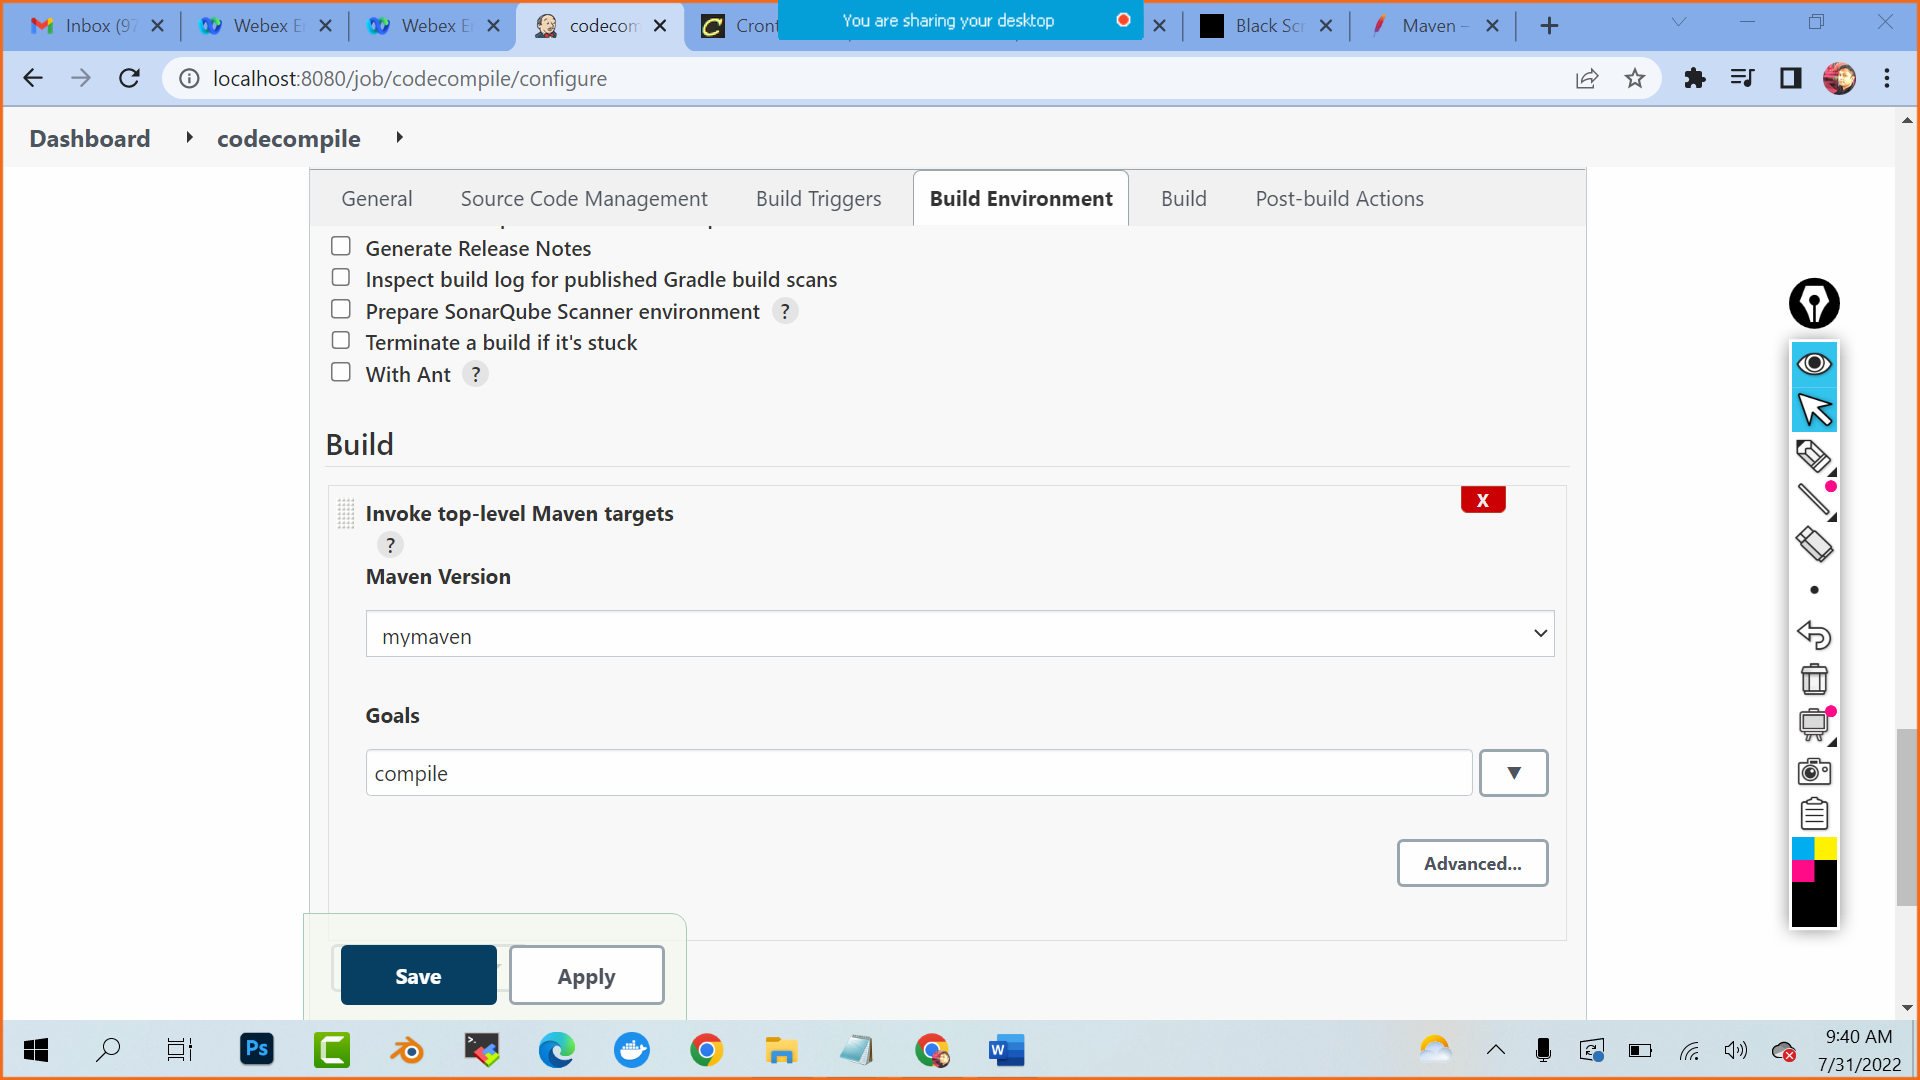 Inbox (97
Webex E
Webex E
codecom
Cront
You are sharing your desktop
Black Scr
Maven –
localhost:8080/job/codecompile/configure
Dashboard
codecompile
General
Source Code Management
Build Triggers
Build Environment
Build
Post-build Actions
Generate Release Notes
Inspect build log for published Gradle build scans
Prepare SonarQube Scanner environment ?
Terminate a build if it's stuck
With Ant ?
Build
Invoke top-level Maven targets
X
?
Maven Version
mymaven
Goals
compile
Advanced...
Save
Apply
Ps
9:40 AM
7/31/2022